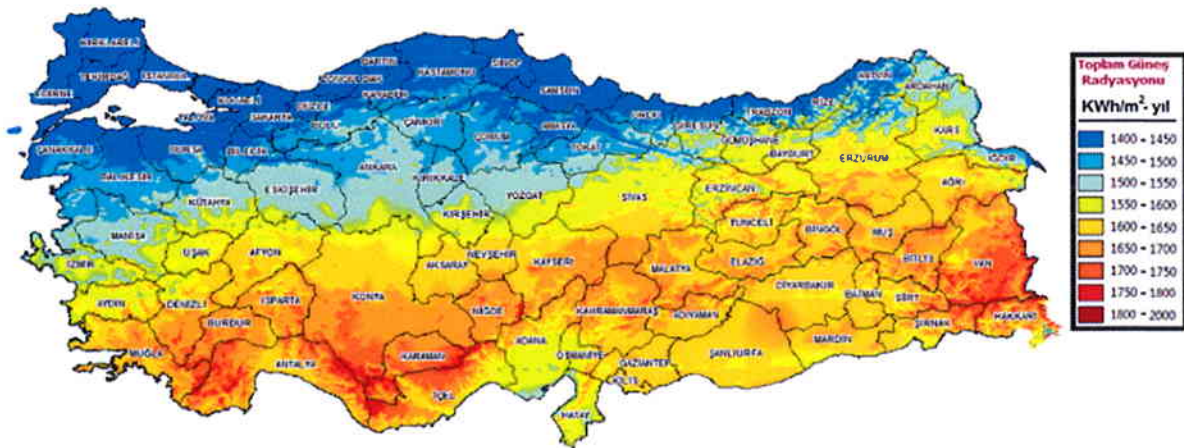 KIRKLARELİ
TEKİRDAĞ
İSTANBUL
EDİRNE
KOCAELİ
YALOVA
SAKARYA
DÜZCE
ZONGULDAK
BARTIN
KARABÜK
KASTAMONU
SİNOP
SAMSUN
BOLU
ÇANKIRI
ÇORUM
AMASYA
TOKAT
ORDU
GİRESUN
TRABZON
RİZE
ARTVİN
ARDAHAN
KARS
IĞDIR
GÜMÜŞHANE
BAYBURT
ERZURUM
AĞRI
ÇANAKKALE
BURSA
BİLECİK
BALIKESİR
KÜTAHYA
ESKİŞEHİR
ANKARA
KIRIKKALE
YOZGAT
KIRŞEHİR
SİVAS
ERZİNCAN
TUNCELİ
BİNGÖL
MUŞ
BİTLİS
VAN
MANİSA
İZMİR
UŞAK
AFYON
AKSARAY
NEVŞEHİR
KAYSERİ
MALATYA
ELAZIĞ
DİYARBAKIR
BATMAN
SİİRT
ŞIRNAK
HAKKARİ
AYDIN
DENİZLİ
ISPARTA
BURDUR
KONYA
NİĞDE
KAHRAMANMARAŞ
ADIYAMAN
MARDİN
MUĞLA
ANTALYA
KARAMAN
İÇEL
ADANA
OSMANİYE
GAZİANTEP
KİLİS
ŞANLIURFA
HATAY
Toplam Güneş
Radyasyonu
KWh/m²- yıl
1400 - 1450
1450 - 1500
1500 - 1550
1550 - 1600
1600 - 1650
1650 - 1700
1700 - 1750
1750 - 1800
1800 - 2000